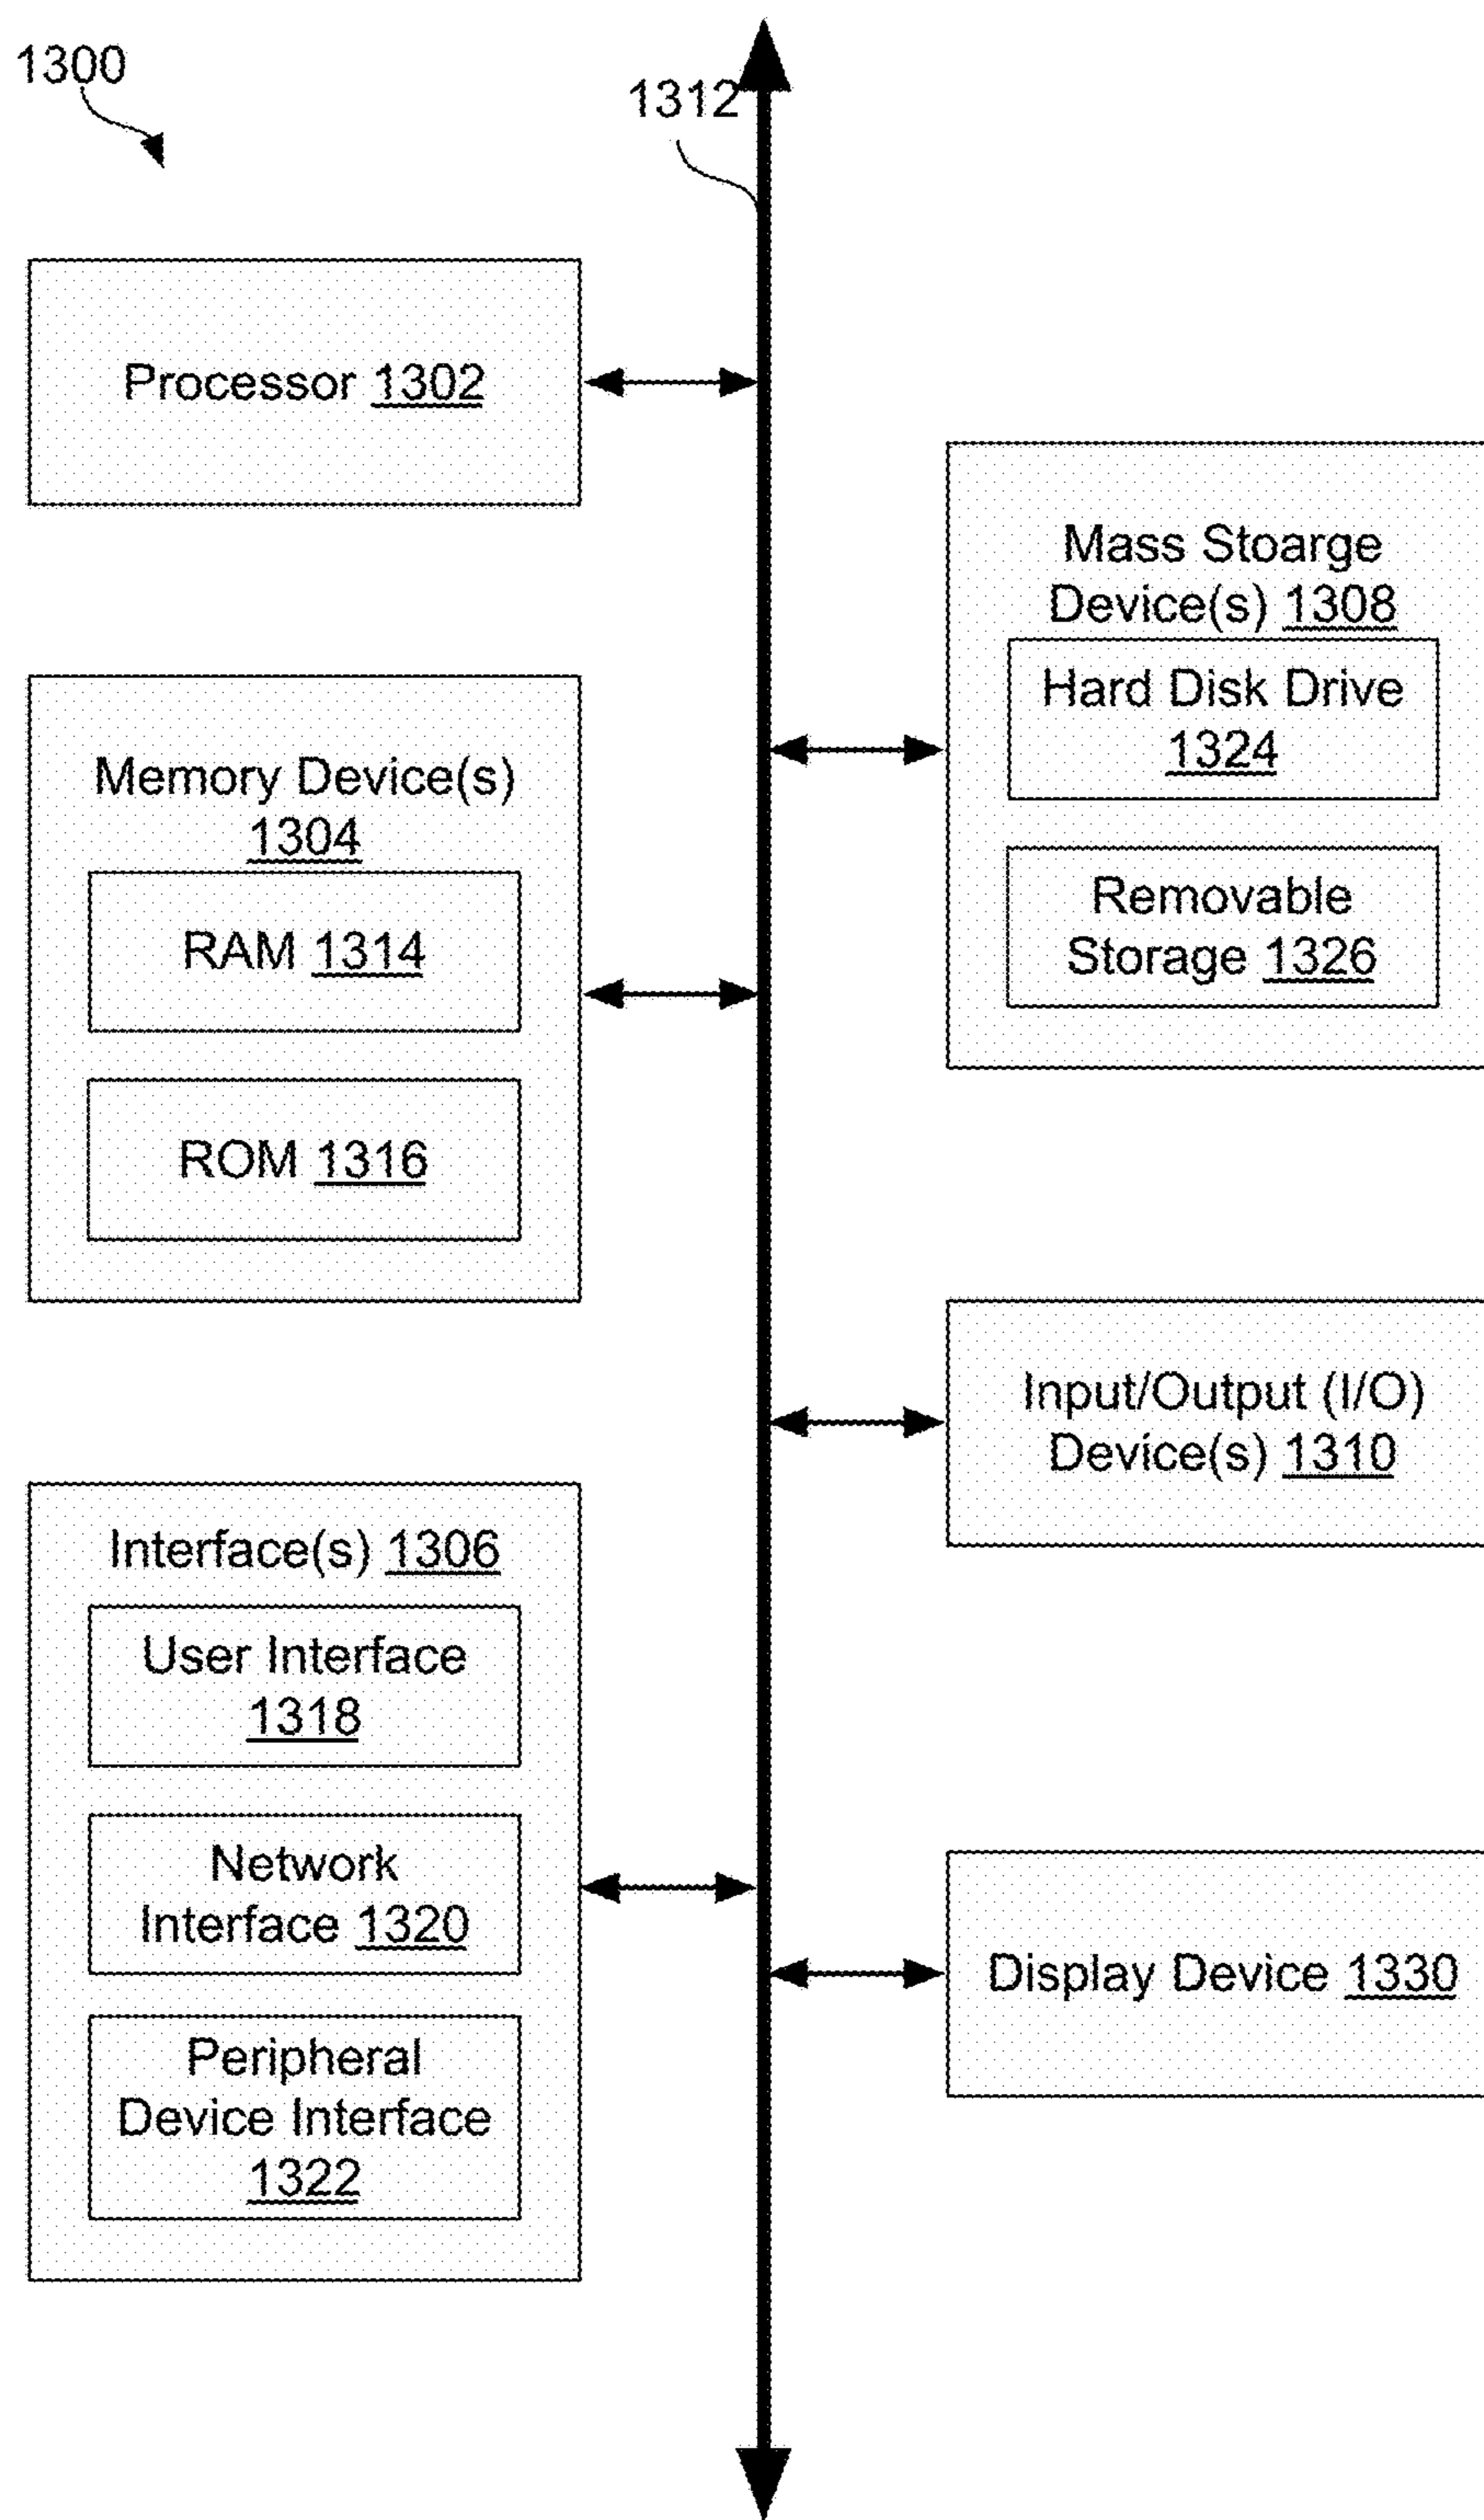 1300
1312
Processor 1302
Mass Stoarge
Device(s) 1308
Hard Disk Drive
1324
Removable
Storage 1326
Memory Device(s)
1304
RAM 1314
ROM 1316
Input/Output (I/O)
Device(s) 1310
Interface(s) 1306
User Interface
1318
Network
Interface 1320
Peripheral
Device Interface
1322
Display Device 1330